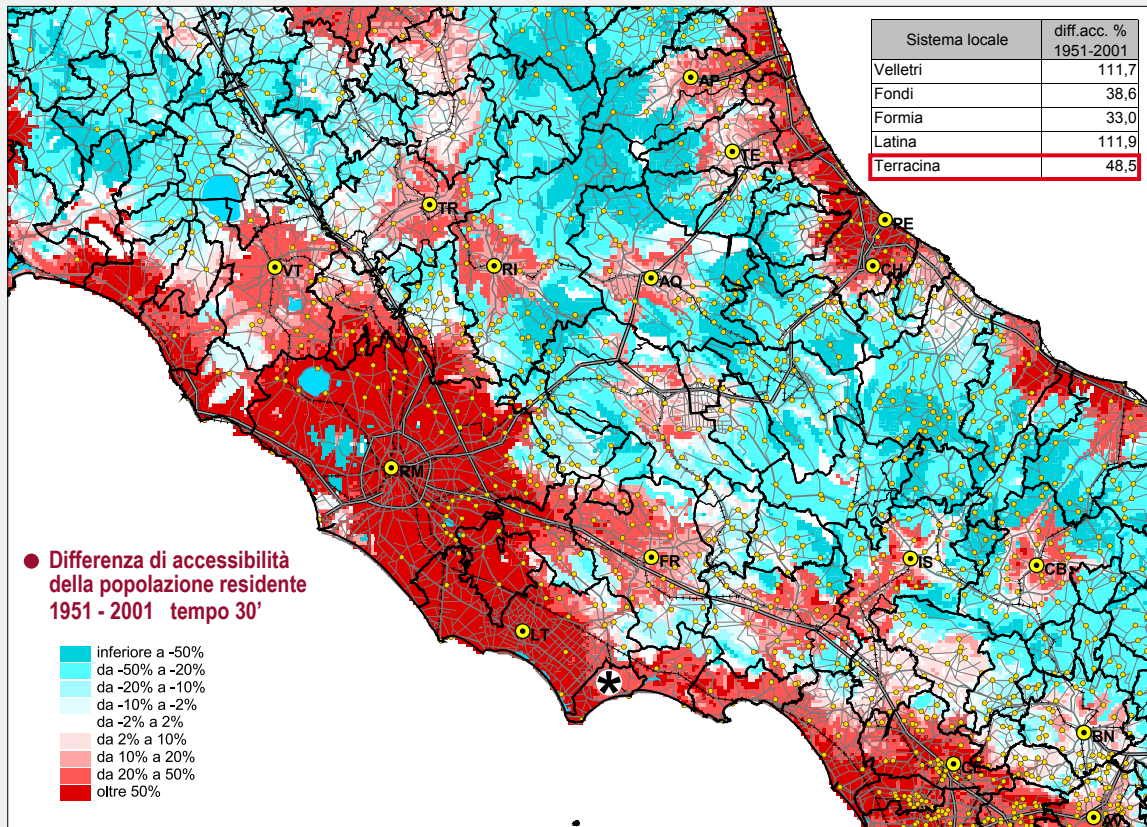 Sistema locale
diff.acc. %
1951-2001
Velletri 111,7
Fondi 38,6
Formia 33,0
Latina 111,9
Terracina 48,5
AP
TE
TR
PE
VT
RI
AQ
CH
RM
FR
IS
CB
LT
*
BN
CE
AV
● Differenza di accessibilità
della popolazione residente
1951 - 2001 tempo 30'
inferiore a -50%
da -50% a -20%
da -20% a -10%
da -10% a -2%
da -2% a 2%
da 2% a 10%
da 10% a 20%
da 20% a 50%
oltre 50%